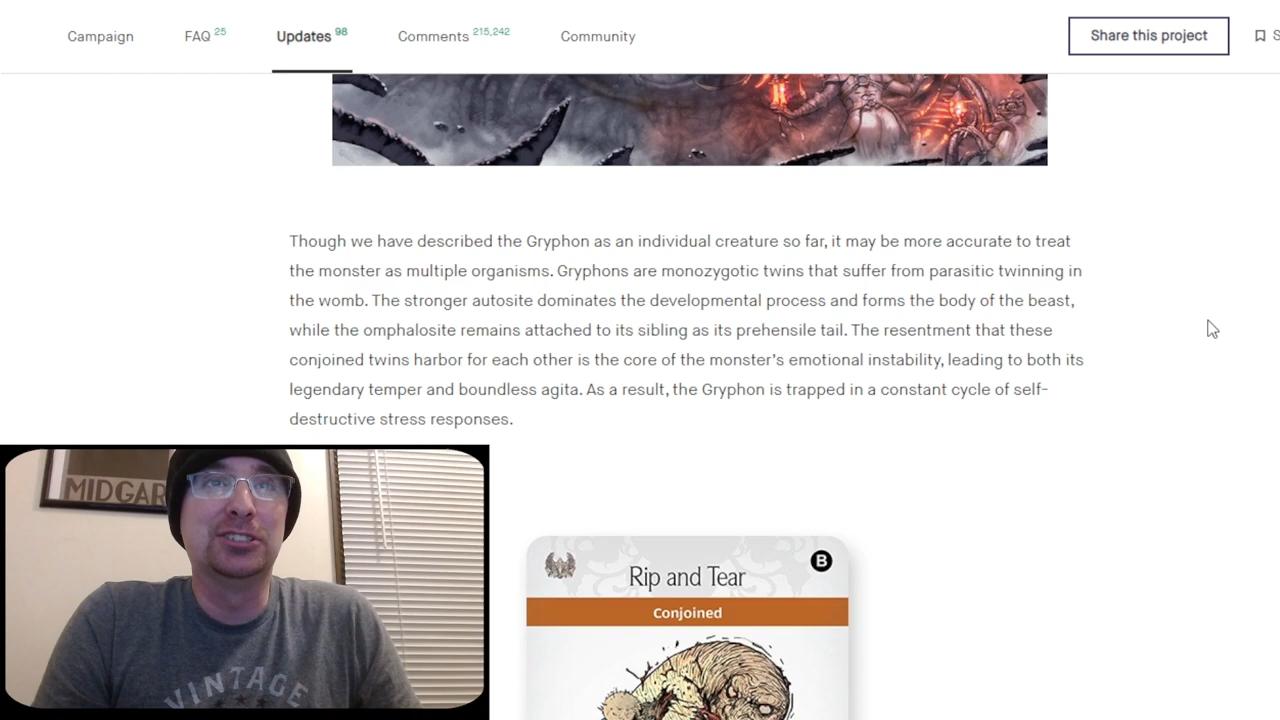 Campaign FAQ 25 Updates 98 Comments 215,242 Community Share this project S
Though we have described the Gryphon as an individual creature so far, it may be more accurate to treat
the monster as multiple organisms. Gryphons are monozygotic twins that suffer from parasitic twinning in
the womb. The stronger autosite dominates the developmental process and forms the body of the beast,
while the omphalosite remains attached to its sibling as its prehensile tail. The resentment that these
conjoined twins harbor for each other is the core of the monster's emotional instability, leading to both its
legendary temper and boundless agita. As a result, the Gryphon is trapped in a constant cycle of self-
destructive stress responses.
MIDGAR
VINTAGE
B
Rip and Tear
Conjoined